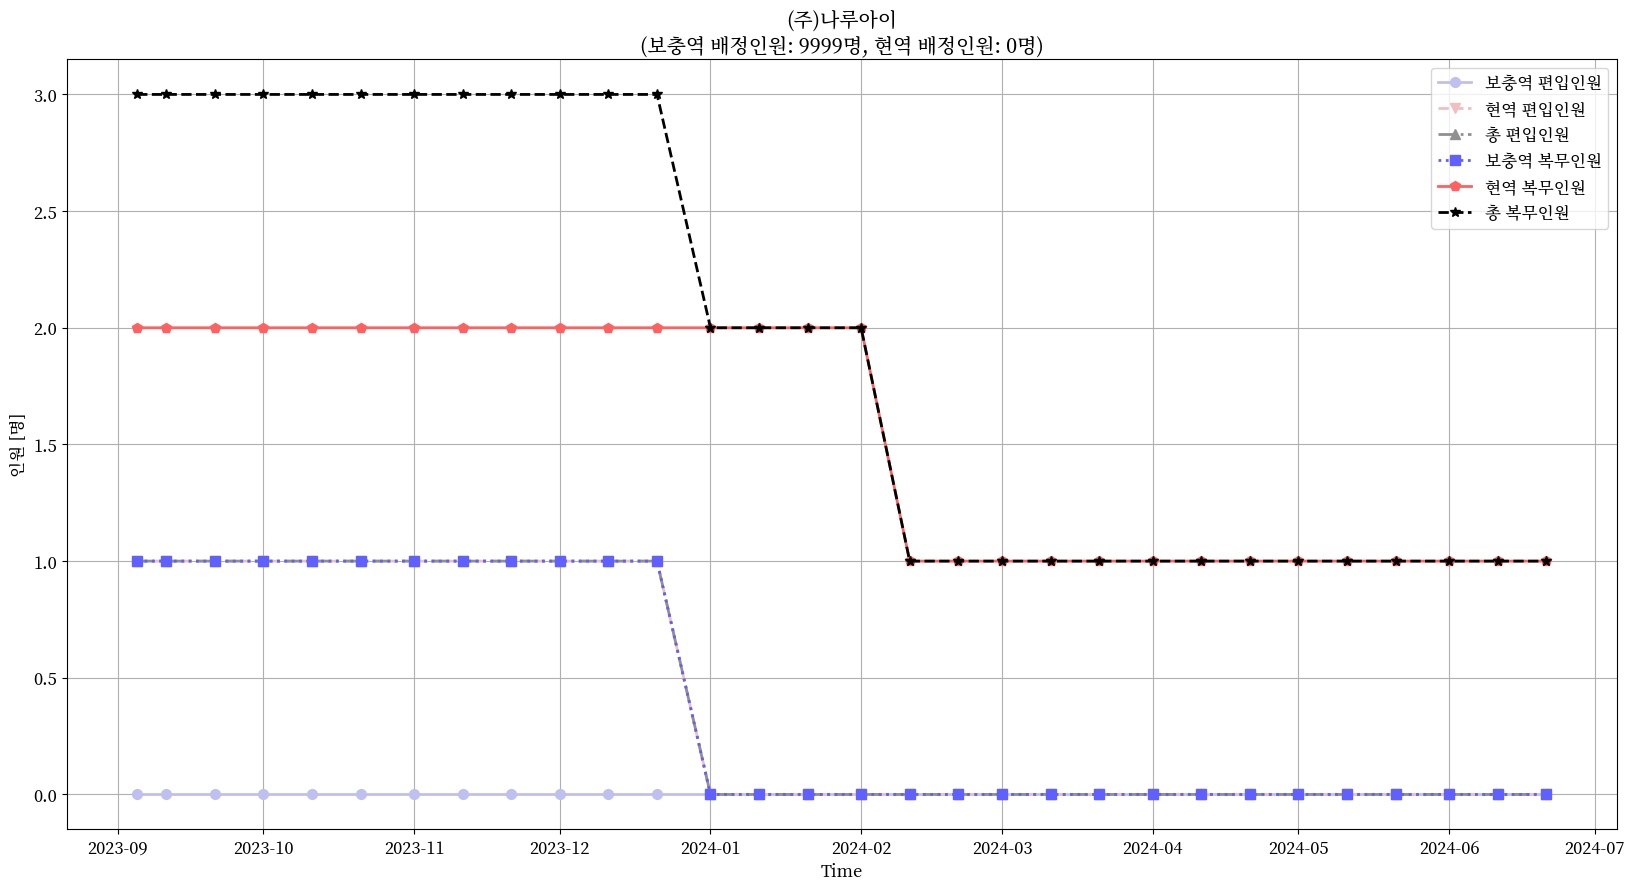 (주)나루아이
(보충역 배정인원: 9999명, 현역 배정인원: 0명)
보충역 편입인원
현역 편입인원
총 편입인원
보충역 복무인원
현역 복무인원
총 복무인원
인원 [명]
3.0
2.5
2.0
1.5
1.0
0.5
0.0
2023-09 2023-10 2023-11 2023-12 2024-01 2024-02 2024-03 2024-04 2024-05 2024-06 2024-07
Time